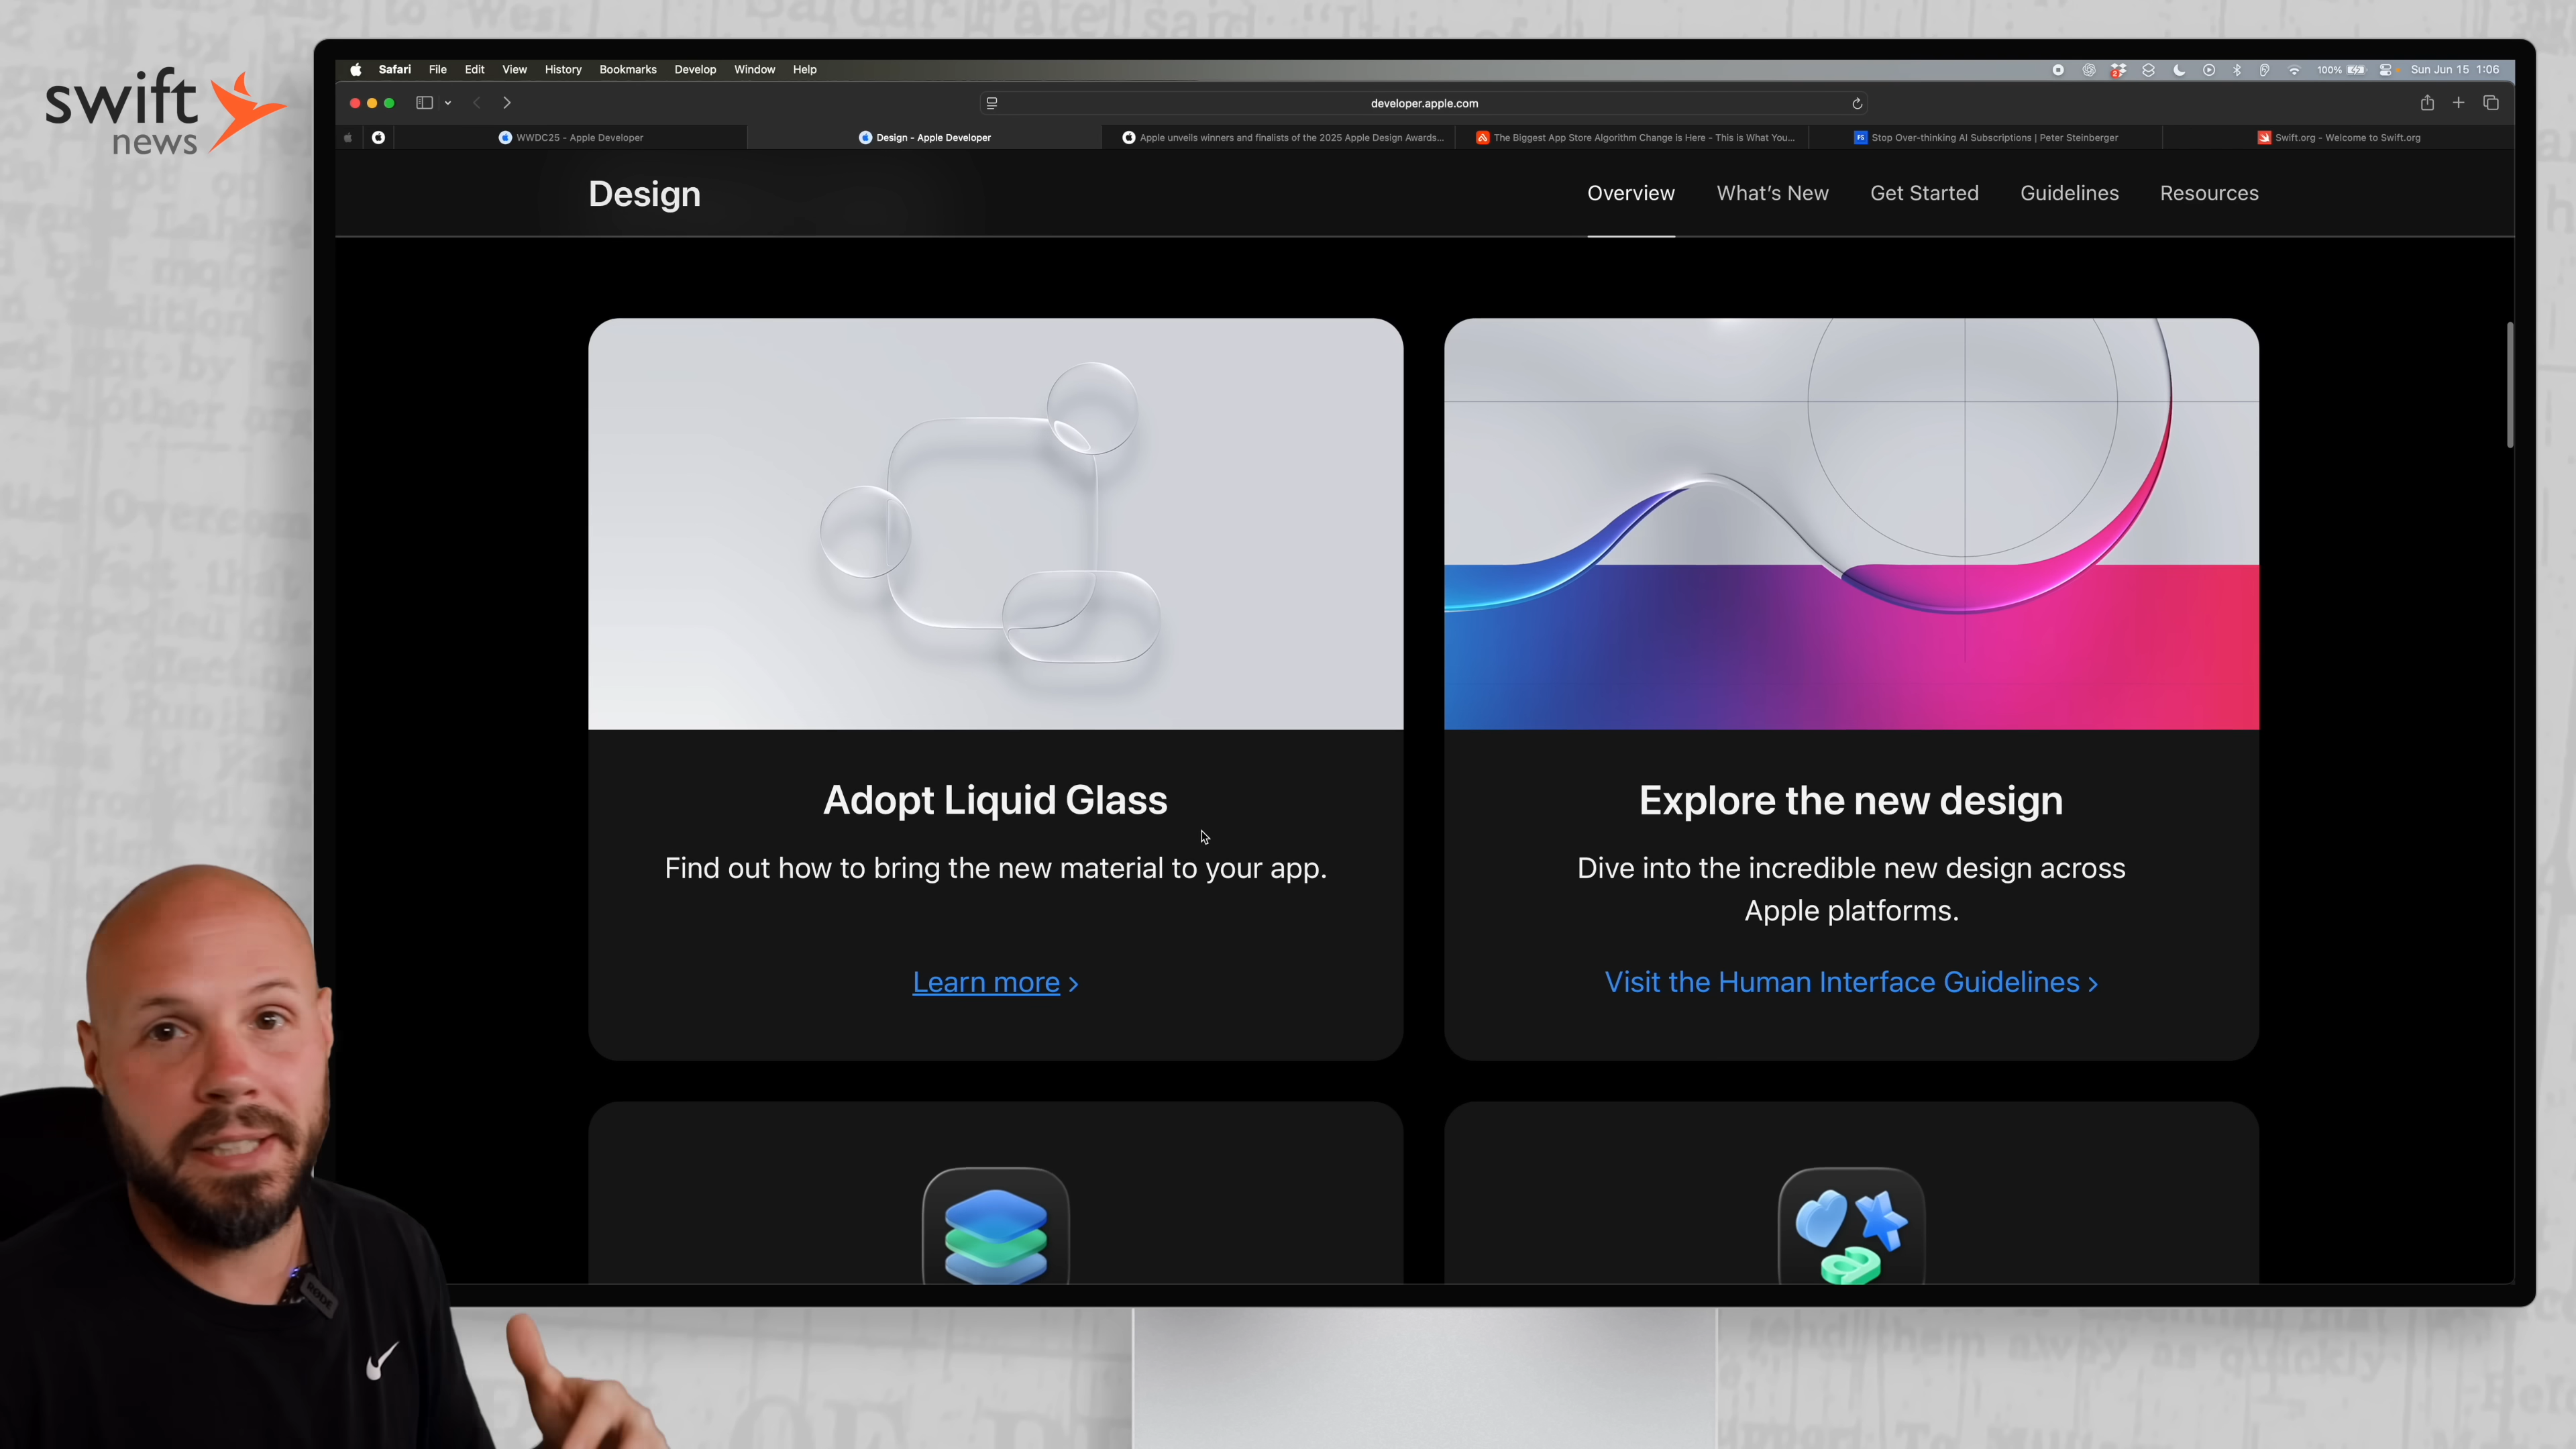 swift
news
Safari File Edit View History Bookmarks Develop Window Help
100% Sun Jun 15 1:06
developer.apple.com
WWDC25 - Apple Developer
Design - Apple Developer
Apple unveils winners and finalists of the 2025 Apple Design Awards...
The Biggest App Store Algorithm Change is Here - This is What You...
Stop Over-thinking AI Subscriptions | Peter Steinberger
Swift.org - Welcome to Swift.org
Design
Overview What's New Get Started Guidelines Resources
Adopt Liquid Glass
Find out how to bring the new material to your app.
Learn more >
Explore the new design
Dive into the incredible new design across
Apple platforms.
Visit the Human Interface Guidelines >
RODE